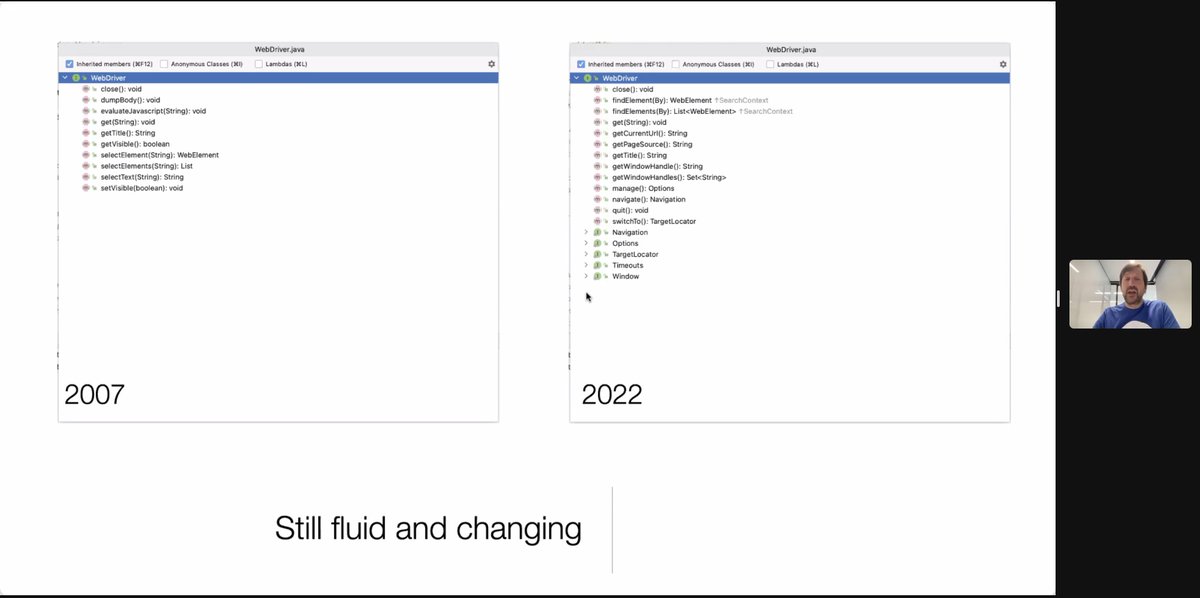 WebDriver.java
Inherited members (⌘F12) Anonymous Classes (⌘I) Lambdas (⌘L)
WebDriver
close(): void
dumpBody(): void
evaluateJavascript(String): void
get(String): void
getTitle(): String
getVisible(): boolean
selectElement(String): WebElement
selectElements(String): List
selectText(String): String
setVisible(boolean): void
2007
WebDriver.java
Inherited members (⌘F12) Anonymous Classes (⌘I) Lambdas (⌘L)
WebDriver
close(): void
findElement(By): WebElement ↑SearchContext
findElements(By): List<WebElement> ↑SearchContext
get(String): void
getCurrentUrl(): String
getPageSource(): String
getTitle(): String
getWindowHandle(): String
getWindowHandles(): Set<String>
manage(): Options
navigate(): Navigation
quit(): void
switchTo(): TargetLocator
Navigation
Options
TargetLocator
Timeouts
Window
2022
Still fluid and changing